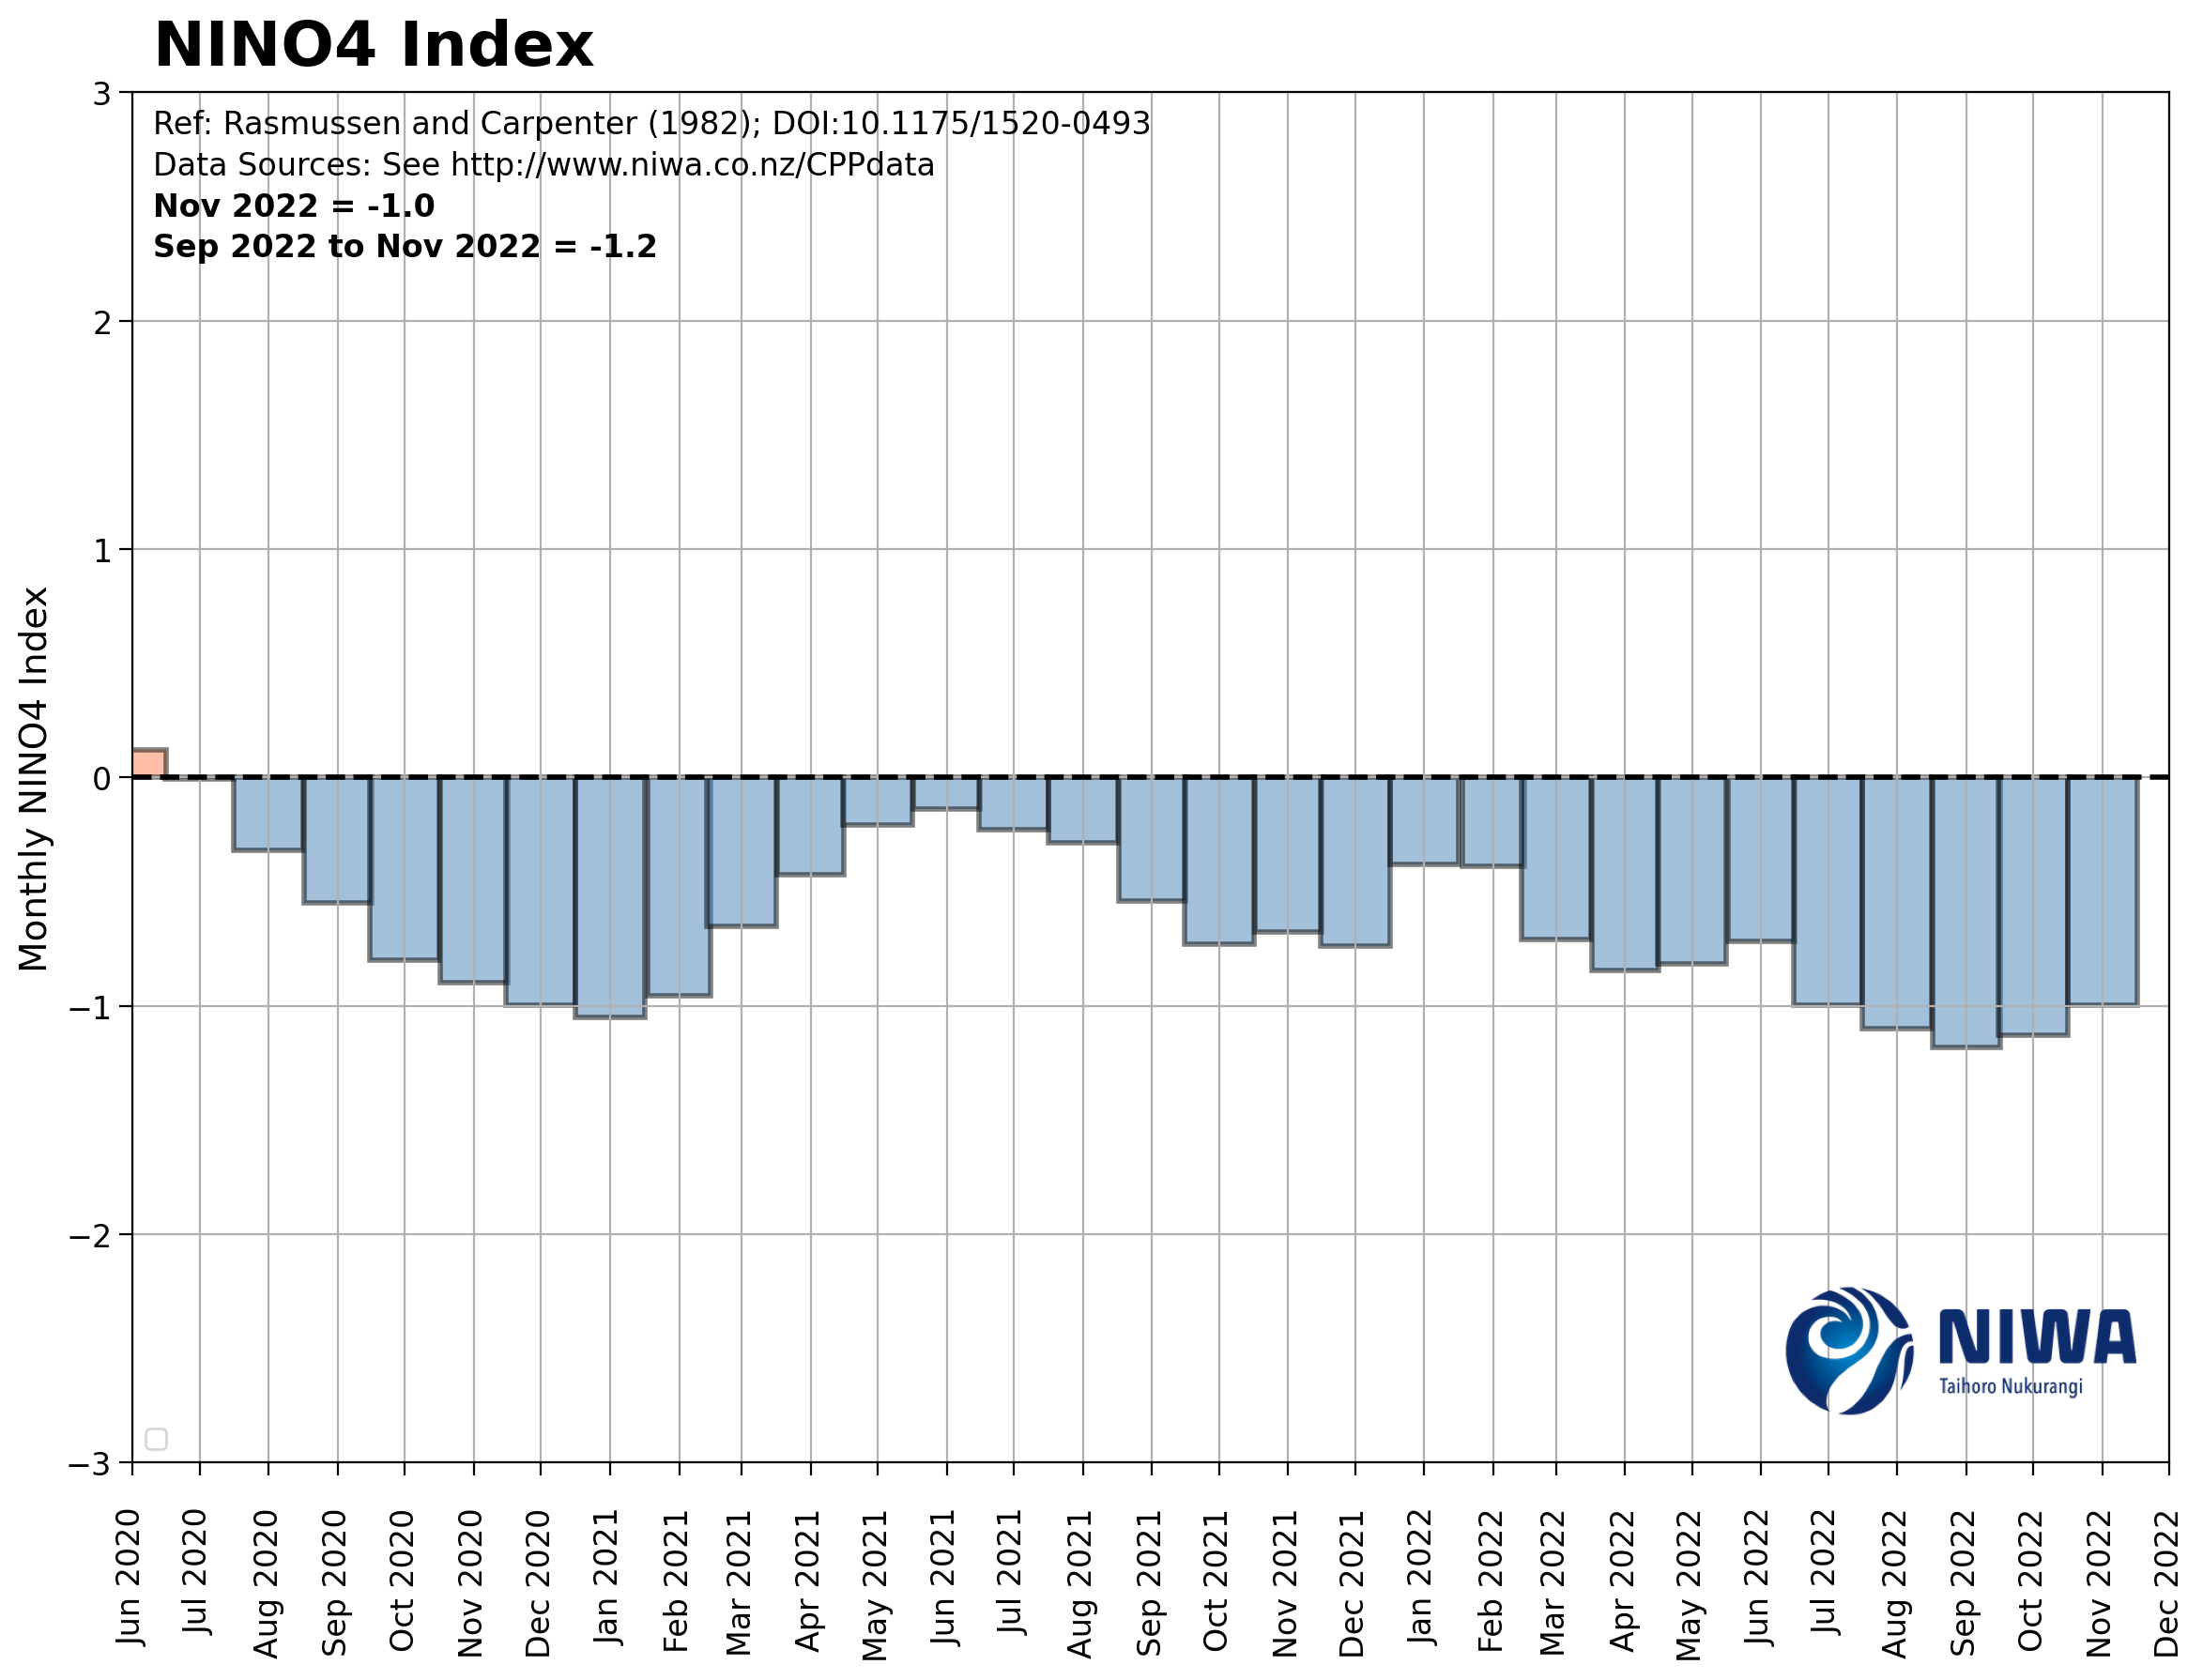 NINO4 Index
Ref: Rasmussen and Carpenter (1982); DOI:10.1175/1520-0493
Data Sources: See http://www.niwa.co.nz/CPPdata
Nov 2022 = -1.0
Sep 2022 to Nov 2022 = -1.2
Monthly NINO4 Index
3
2
1
0
−1
−2
−3
NIWA
Taihoro Nukurangi
Jun 2020
Jul 2020
Aug 2020
Sep 2020
Oct 2020
Nov 2020
Dec 2020
Jan 2021
Feb 2021
Mar 2021
Apr 2021
May 2021
Jun 2021
Jul 2021
Aug 2021
Sep 2021
Oct 2021
Nov 2021
Dec 2021
Jan 2022
Feb 2022
Mar 2022
Apr 2022
May 2022
Jun 2022
Jul 2022
Aug 2022
Sep 2022
Oct 2022
Nov 2022
Dec 2022